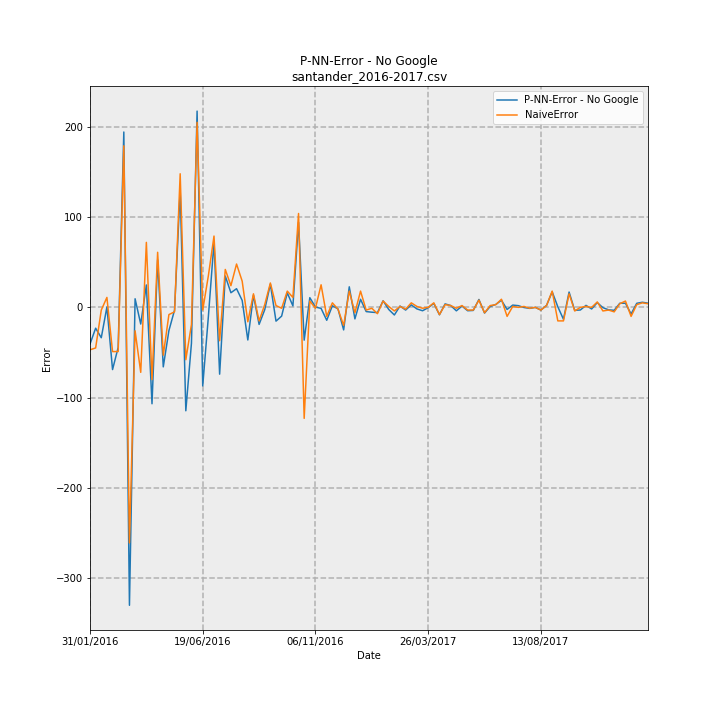 P-NN-Error - No Google
santander_2016-2017.csv
P-NN-Error - No Google
NaiveError
200
100
0
−100
−200
−300
Error
31/01/2016
19/06/2016
06/11/2016
26/03/2017
13/08/2017
Date